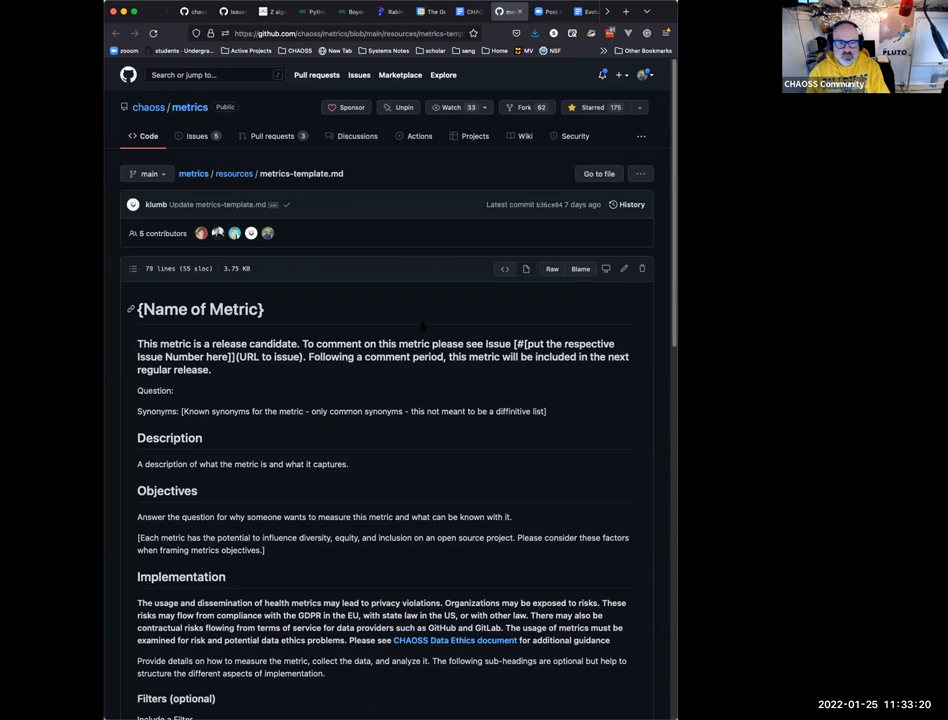 chaos
Issues
Z algo
Pyth
Boye
Rabin
The Go
CHAO
me
Post
Evolu
https://github.com/chaoss/metrics/blob/main/resources/metrics-temp
zooom
students - Undergra...
Active Projects
CHAOSS
New Tab
Systems Notes
scholar
seng
Home
MV
NSF
Other Bookmarks
Search or jump to...
/
Pull requests
Issues
Marketplace
Explore
chaoss / metrics
Public
Sponsor
Unpin
Watch 33
Fork 62
Starred 175
Code
Issues 5
Pull requests 3
Discussions
Actions
Projects
Wiki
Security
...
main
metrics / resources / metrics-template.md
Go to file
...
klumb Update metrics-template.md ...
Latest commit b36ce84 7 days ago
History
5 contributors
79 lines (55 sloc)
3.75 KB
Raw
Blame
{Name of Metric}
This metric is a release candidate. To comment on this metric please see Issue [#[put the respective
Issue Number here]](URL to issue). Following a comment period, this metric will be included in the next
regular release.
Question:
Synonyms: [Known synonyms for the metric - only common synonyms - this not meant to be a diffinitive list]
Description
A description of what the metric is and what it captures.
Objectives
Answer the question for why someone wants to measure this metric and what can be known with it.
[Each metric has the potential to influence diversity, equity, and inclusion on an open source project. Please consider these factors
when framing metrics objectives.]
Implementation
The usage and dissemination of health metrics may lead to privacy violations. Organizations may be exposed to risks. These
risks may flow from compliance with the GDPR in the EU, with state law in the US, or with other law. There may also be
contractual risks flowing from terms of service for data providers such as GitHub and GitLab. The usage of metrics must be
examined for risk and potential data ethics problems. Please see CHAOSS Data Ethics document for additional guidance
Provide details on how to measure the metric, collect the data, and analyze it. The following sub-headings are optional but help to
structure the different aspects of implementation.
Filters (optional)
Include a Filter
PLUTO
CHAOSS Community
2022-01-25 11:33:20